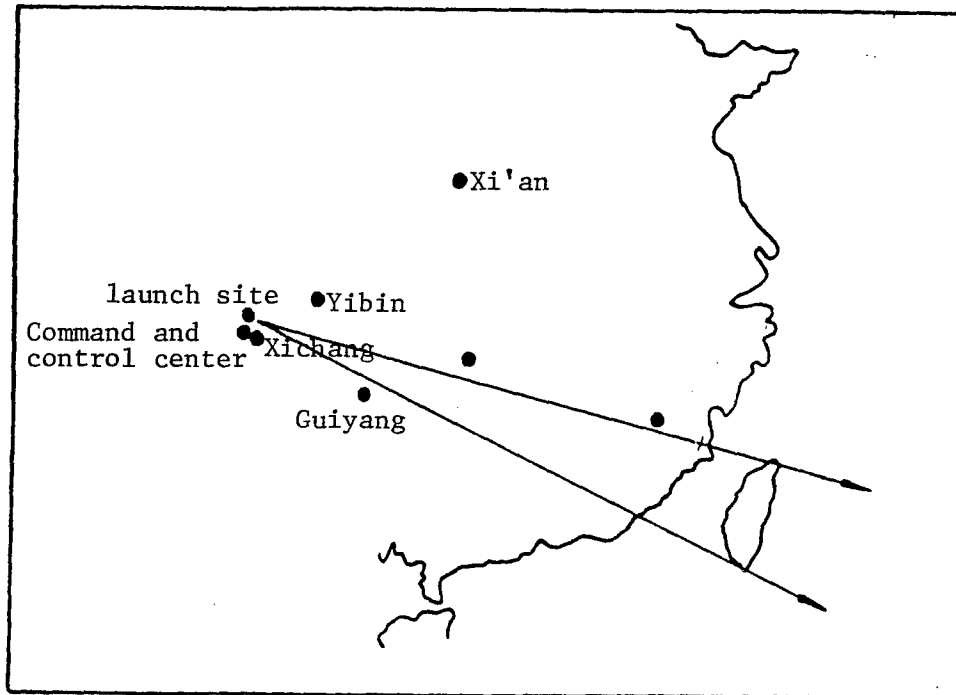 Xi'an
launch site
Yibin
Command and
control center
Xichang
Guiyang